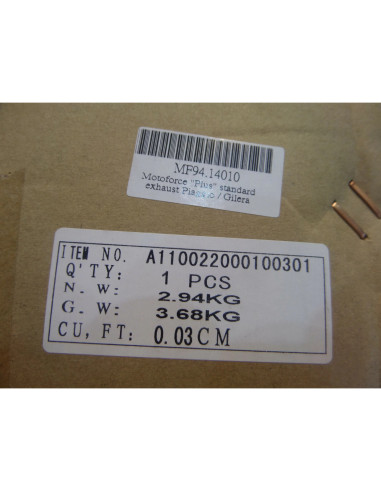 MF94.14010
Motoforce "Plus" standard
exhaust Piaggio / Gilera
ITEM NO. A110022000100301
Q'TY: 1 PCS
N. W: 2.94KG
G. W: 3.68KG
CU, FT: 0.03CM